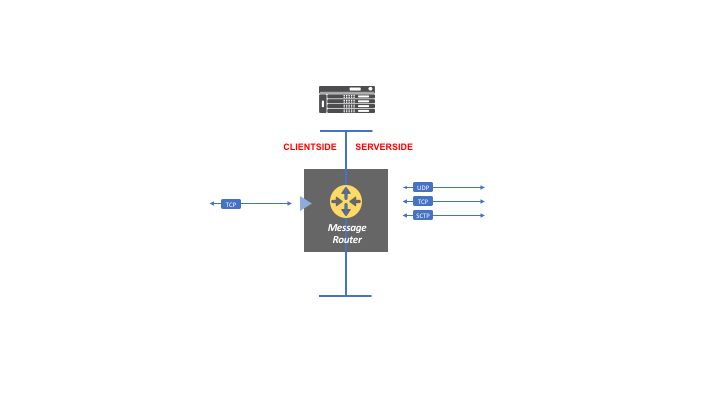 CLIENTSIDE SERVERSIDE
UDP
TCP
TCP
SCTP
Message
Router